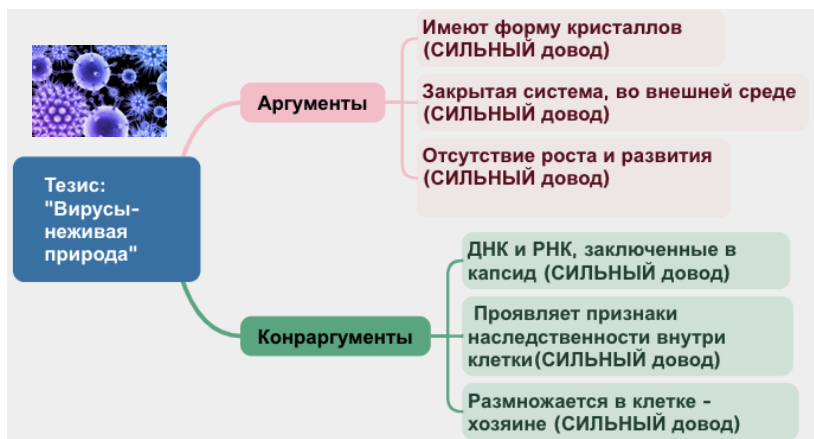 Тезис:
"Вирусы-
неживая
природа"
Аргументы
Имеют форму кристаллов
(СИЛЬНЫЙ довод)
Закрытая система, во внешней среде
(СИЛЬНЫЙ довод)
Отсутствие роста и развития
(СИЛЬНЫЙ довод)
Конраргументы
ДНК и РНК, заключенные в
капсид (СИЛЬНЫЙ довод)
Проявляет признаки
наследственности внутри
клетки(СИЛЬНЫЙ довод)
Размножается в клетке -
хозяине (СИЛЬНЫЙ довод)